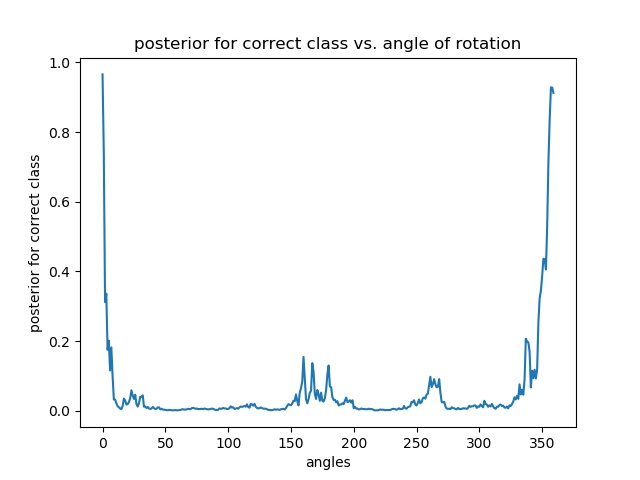 posterior for correct class vs. angle of rotation
1.0
0.8
0.6
0.4
0.2
0.0
posterior for correct class
0 50 100 150 200 250 300 350
angles